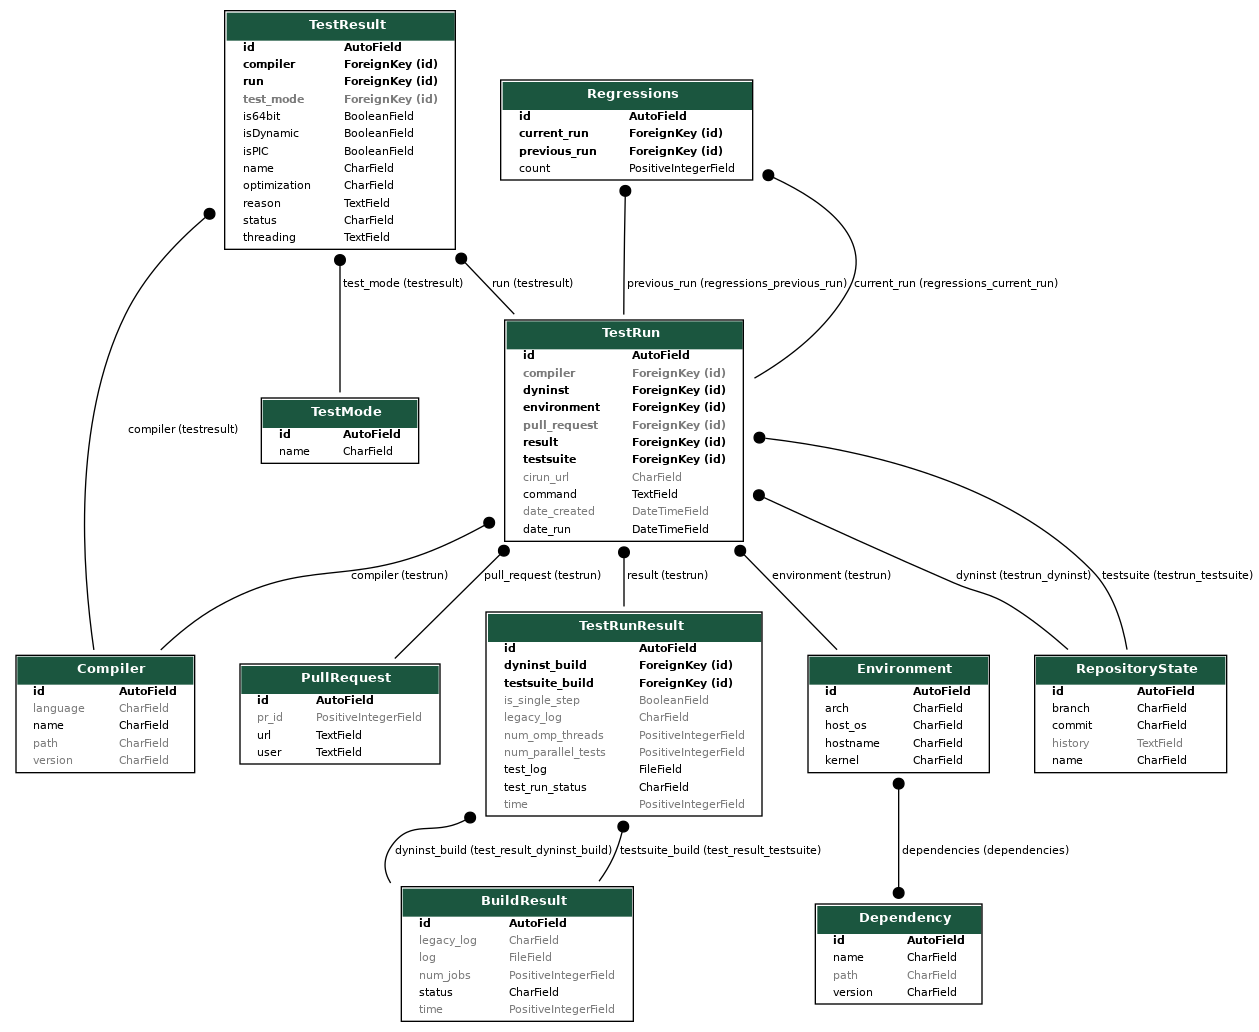 TestResult
id AutoField
compiler ForeignKey (id)
run ForeignKey (id)
test_mode ForeignKey (id)
is64bit BooleanField
isDynamic BooleanField
isPIC BooleanField
name CharField
optimization CharField
reason TextField
status CharField
threading TextField
Regressions
id AutoField
current_run ForeignKey (id)
previous_run ForeignKey (id)
count PositiveIntegerField
test_mode (testresult)
run (testresult)
previous_run (regressions_previous_run)
current_run (regressions_current_run)
TestRun
id AutoField
compiler ForeignKey (id)
dyninst ForeignKey (id)
environment ForeignKey (id)
pull_request ForeignKey (id)
result ForeignKey (id)
testsuite ForeignKey (id)
cirun_url CharField
command TextField
date_created DateTimeField
date_run DateTimeField
TestMode
id AutoField
name CharField
compiler (testresult)
compiler (testrun)
pull_request (testrun)
result (testrun)
environment (testrun)
dyninst (testrun_dyninst)
testsuite (testrun_testsuite)
Compiler
id AutoField
language CharField
name CharField
path CharField
version CharField
PullRequest
id AutoField
pr_id PositiveIntegerField
url TextField
user TextField
TestRunResult
id AutoField
dyninst_build ForeignKey (id)
testsuite_build ForeignKey (id)
is_single_step BooleanField
legacy_log CharField
num_omp_threads PositiveIntegerField
num_parallel_tests PositiveIntegerField
test_log FileField
test_run_status CharField
time PositiveIntegerField
Environment
id AutoField
arch CharField
host_os CharField
hostname CharField
kernel CharField
RepositoryState
id AutoField
branch CharField
commit CharField
history TextField
name CharField
dyninst_build (test_result_dyninst_build)
testsuite_build (test_result_testsuite)
dependencies (dependencies)
BuildResult
id AutoField
legacy_log CharField
log FileField
num_jobs PositiveIntegerField
status CharField
time PositiveIntegerField
Dependency
id AutoField
name CharField
path CharField
version CharField